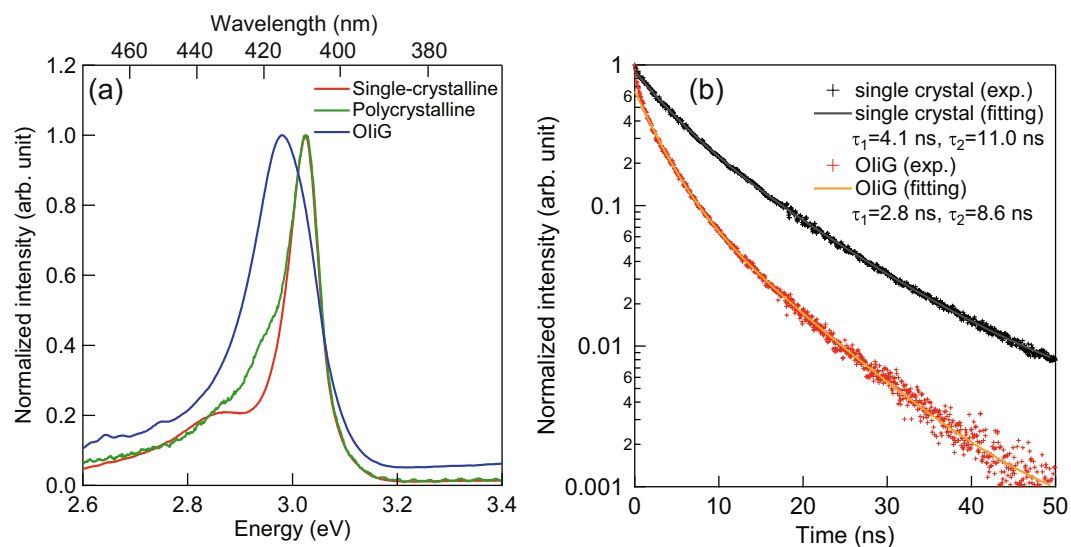 Wavelength (nm)
460 440 420 400 380
1.2
1.0
0.8
0.6
0.4
0.2
0.0
Normalized intensity (arb. unit)
(a)
Single-crystalline
Polycrystalline
OliG
2.6 2.8 3.0 3.2 3.4
Energy (eV)
1
6
4
2
0.1
6
4
2
0.01
6
4
2
0.001
Normalized intensity (arb. unit)
(b)
single crystal (exp.)
single crystal (fitting)
τ1=4.1 ns, τ2=11.0 ns
OliG (exp.)
OliG (fitting)
τ1=2.8 ns, τ2=8.6 ns
0 10 20 30 40 50
Time (ns)